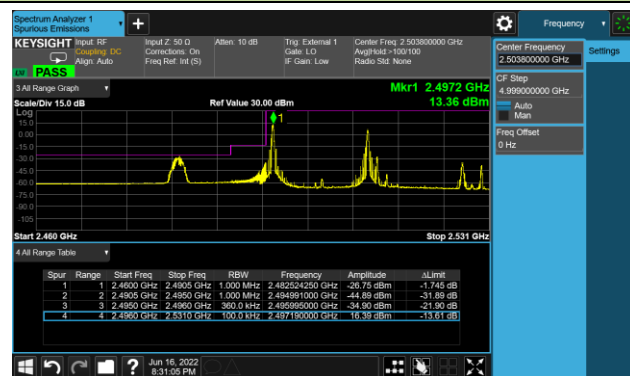 Spectrum Analyzer 1
Spurious Emissions
Frequency
KEYSIGHT Input: RF
Coupling: DC
Align: Auto
Input Z: 50 Ω
Corrections: On
Freq Ref: Int (S)
Atten: 10 dB
Trig: External 1
Gate: LO
IF Gain: Low
Center Freq: 2.503800000 GHz
Avg|Hold:>100/100
Radio Std: None
PASS
Center Frequency
2.503800000 GHz
Settings
CF Step
4.999000000 GHz
Auto
Man
Freq Offset
0 Hz
3 All Range Graph
Mkr1 2.4972 GHz
Scale/Div 15.0 dB
Ref Value 30.00 dBm
13.36 dBm
Log
15.0
0.00
-15.0
-30.0
-45.0
-60.0
-75.0
-90.0
-105
1
Start 2.460 GHz
Stop 2.531 GHz
4 All Range Table
Spur Range Start Freq Stop Freq RBW Frequency Amplitude ΔLimit
1 1 2.4600 GHz 2.4905 GHz 1.000 MHz 2.482524250 GHz -26.75 dBm -1.745 dB
2 2 2.4905 GHz 2.4950 GHz 1.000 MHz 2.494991000 GHz -44.89 dBm -31.89 dB
3 3 2.4950 GHz 2.4960 GHz 360.0 kHz 2.495995000 GHz -34.90 dBm -21.90 dB
4 4 2.4960 GHz 2.5310 GHz 100.0 kHz 2.497190000 GHz 16.39 dBm -13.61 dB
Jun 16, 2022
8:31:05 PM